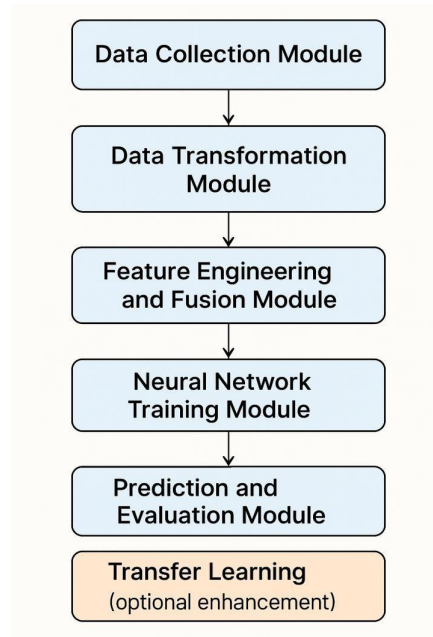 Data Collection Module
Data Transformation
Module
Feature Engineering
and Fusion Module
Neural Network
Training Module
Prediction and
Evaluation Module
Transfer Learning
(optional enhancement)